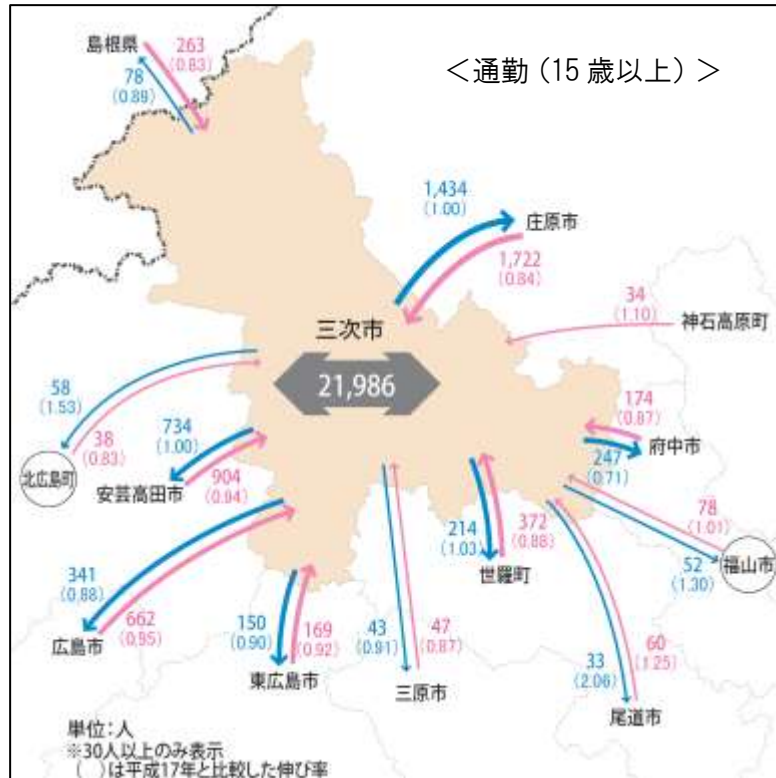 ＜通勤（15歳以上）＞
島根県
263
(0.83)
78
(0.89)
1,434
(1.00)
庄原市
1,722
(0.84)
34
(1.10)
神石高原町
三次市
21,986
174
(0.87)
府中市
247
(0.71)
58
(1.53)
38
(0.83)
北広島町
734
(1.00)
904
(0.94)
安芸高田市
78
(1.01)
52
(1.30)
福山市
214
(1.03)
372
(0.88)
世羅町
341
(0.88)
662
(0.95)
広島市
150
(0.90)
169
(0.92)
東広島市
43
(0.91)
47
(0.87)
三原市
33
(2.06)
60
(1.25)
尾道市
単位：人
※30人以上のみ表示
（ ）は平成17年と比較した伸び率